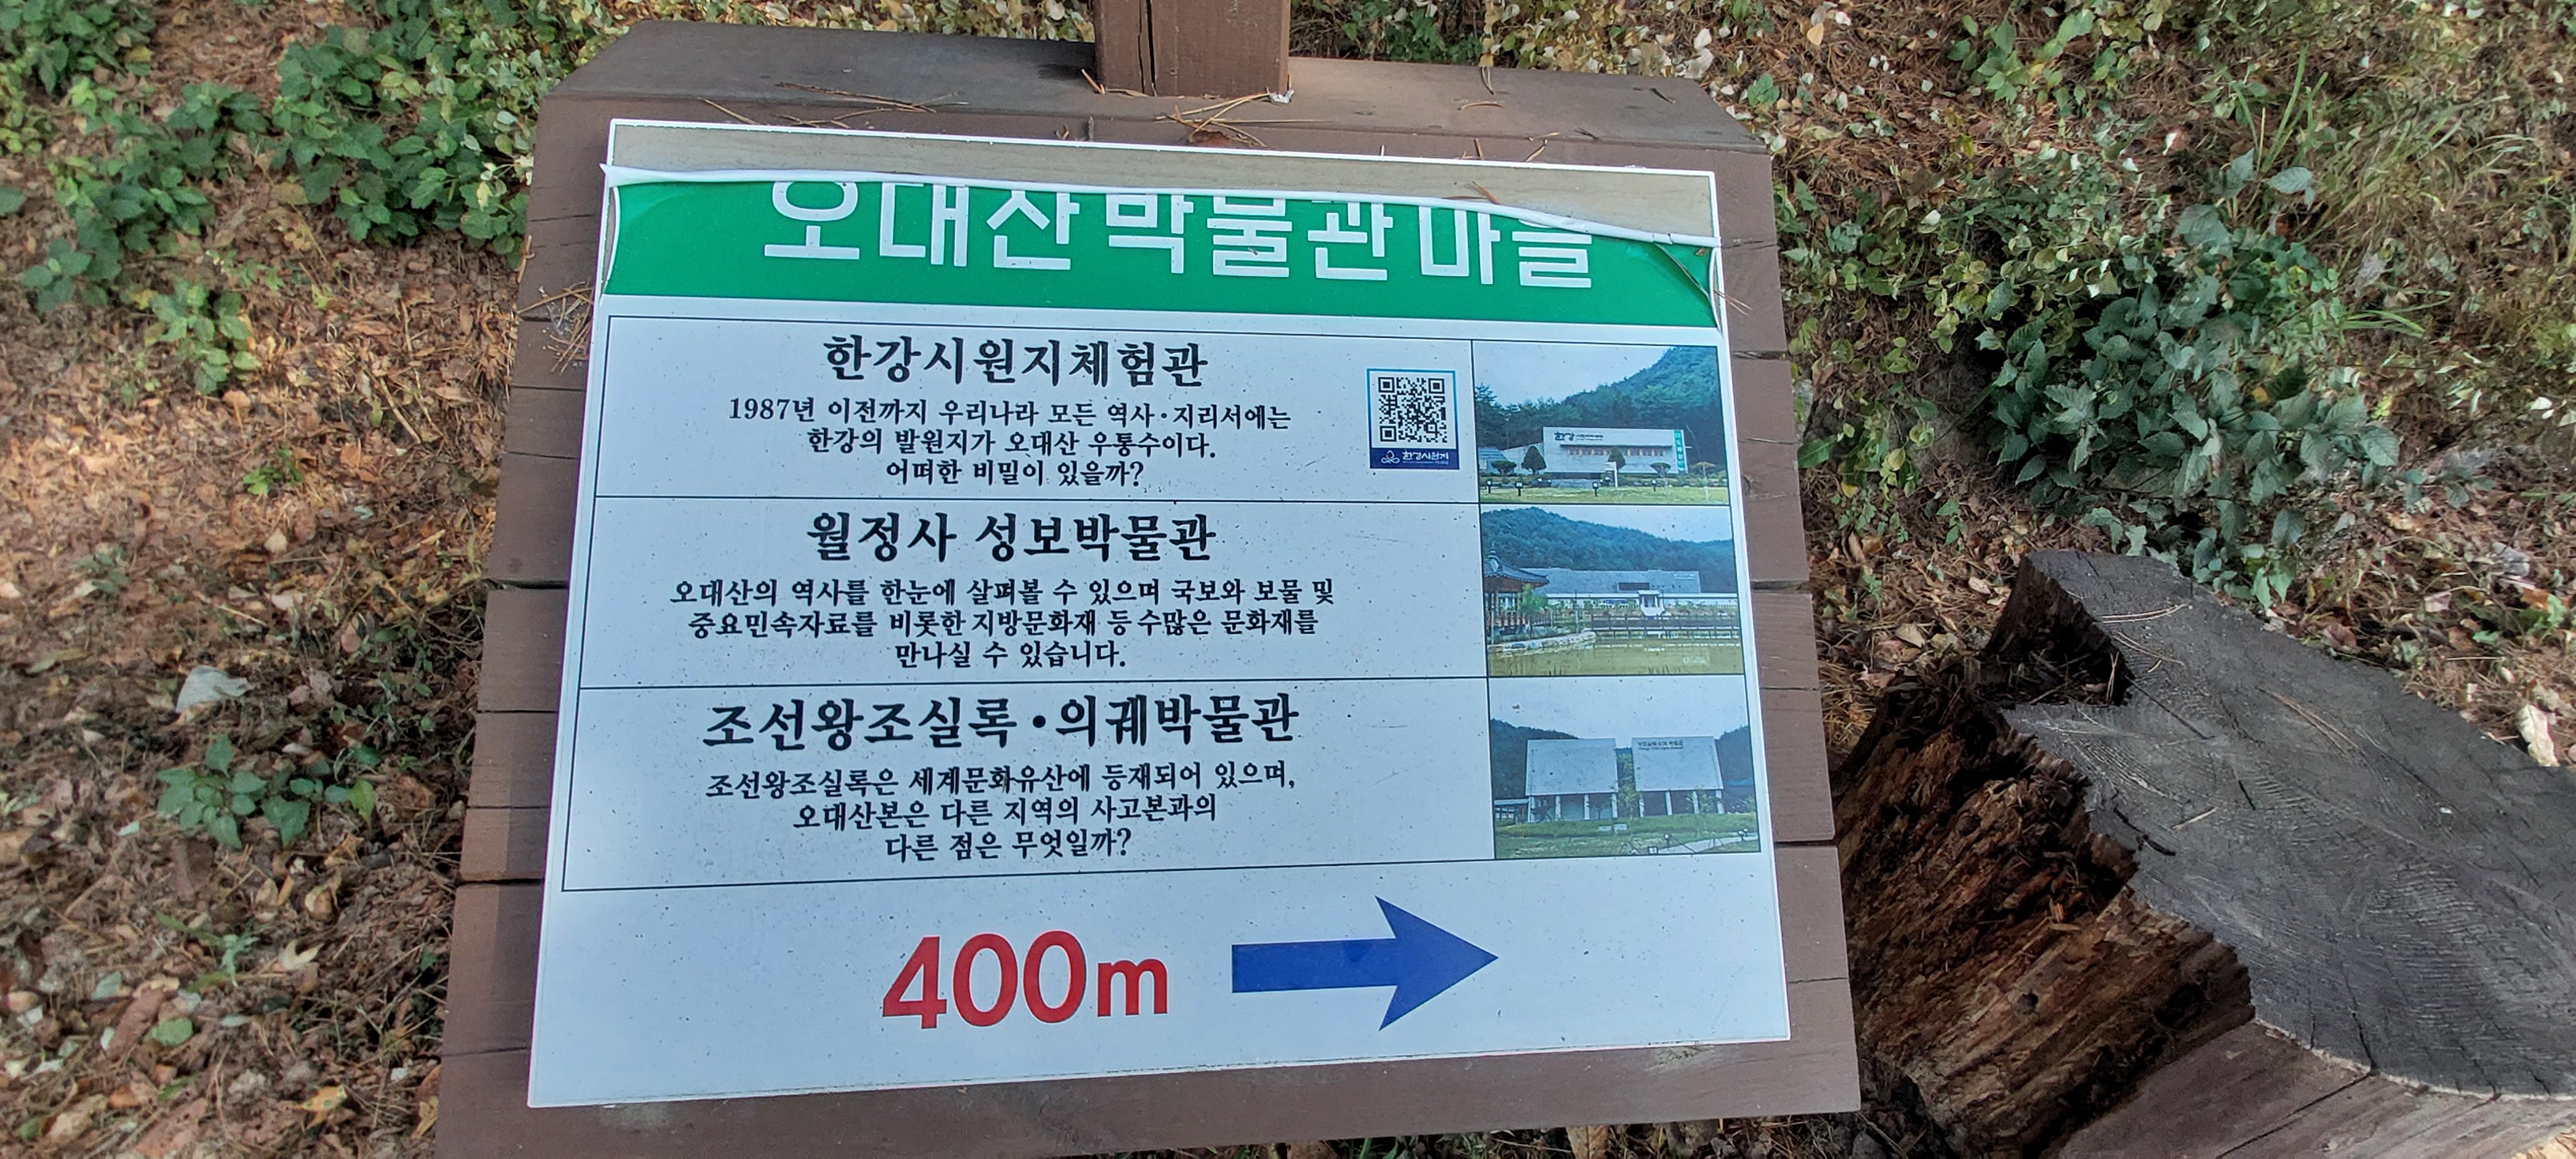 오대산박물관마을
한강시원지체험관
1987년 이전까지 우리나라 모든 역사·지리서에는
한강의 발원지가 오대산 우통수이다.
어떠한 비밀이 있을까?
한강시원지
한강
월정사 성보박물관
오대산의 역사를 한눈에 살펴볼 수 있으며 국보와 보물 및
중요민속자료를 비롯한 지방문화재 등 수많은 문화재를
만나실 수 있습니다.
조선왕조실록·의궤박물관
조선왕조실록은 세계문화유산에 등재되어 있으며,
오대산본은 다른 지역의 사고본과의
다른 점은 무엇일까?
400m